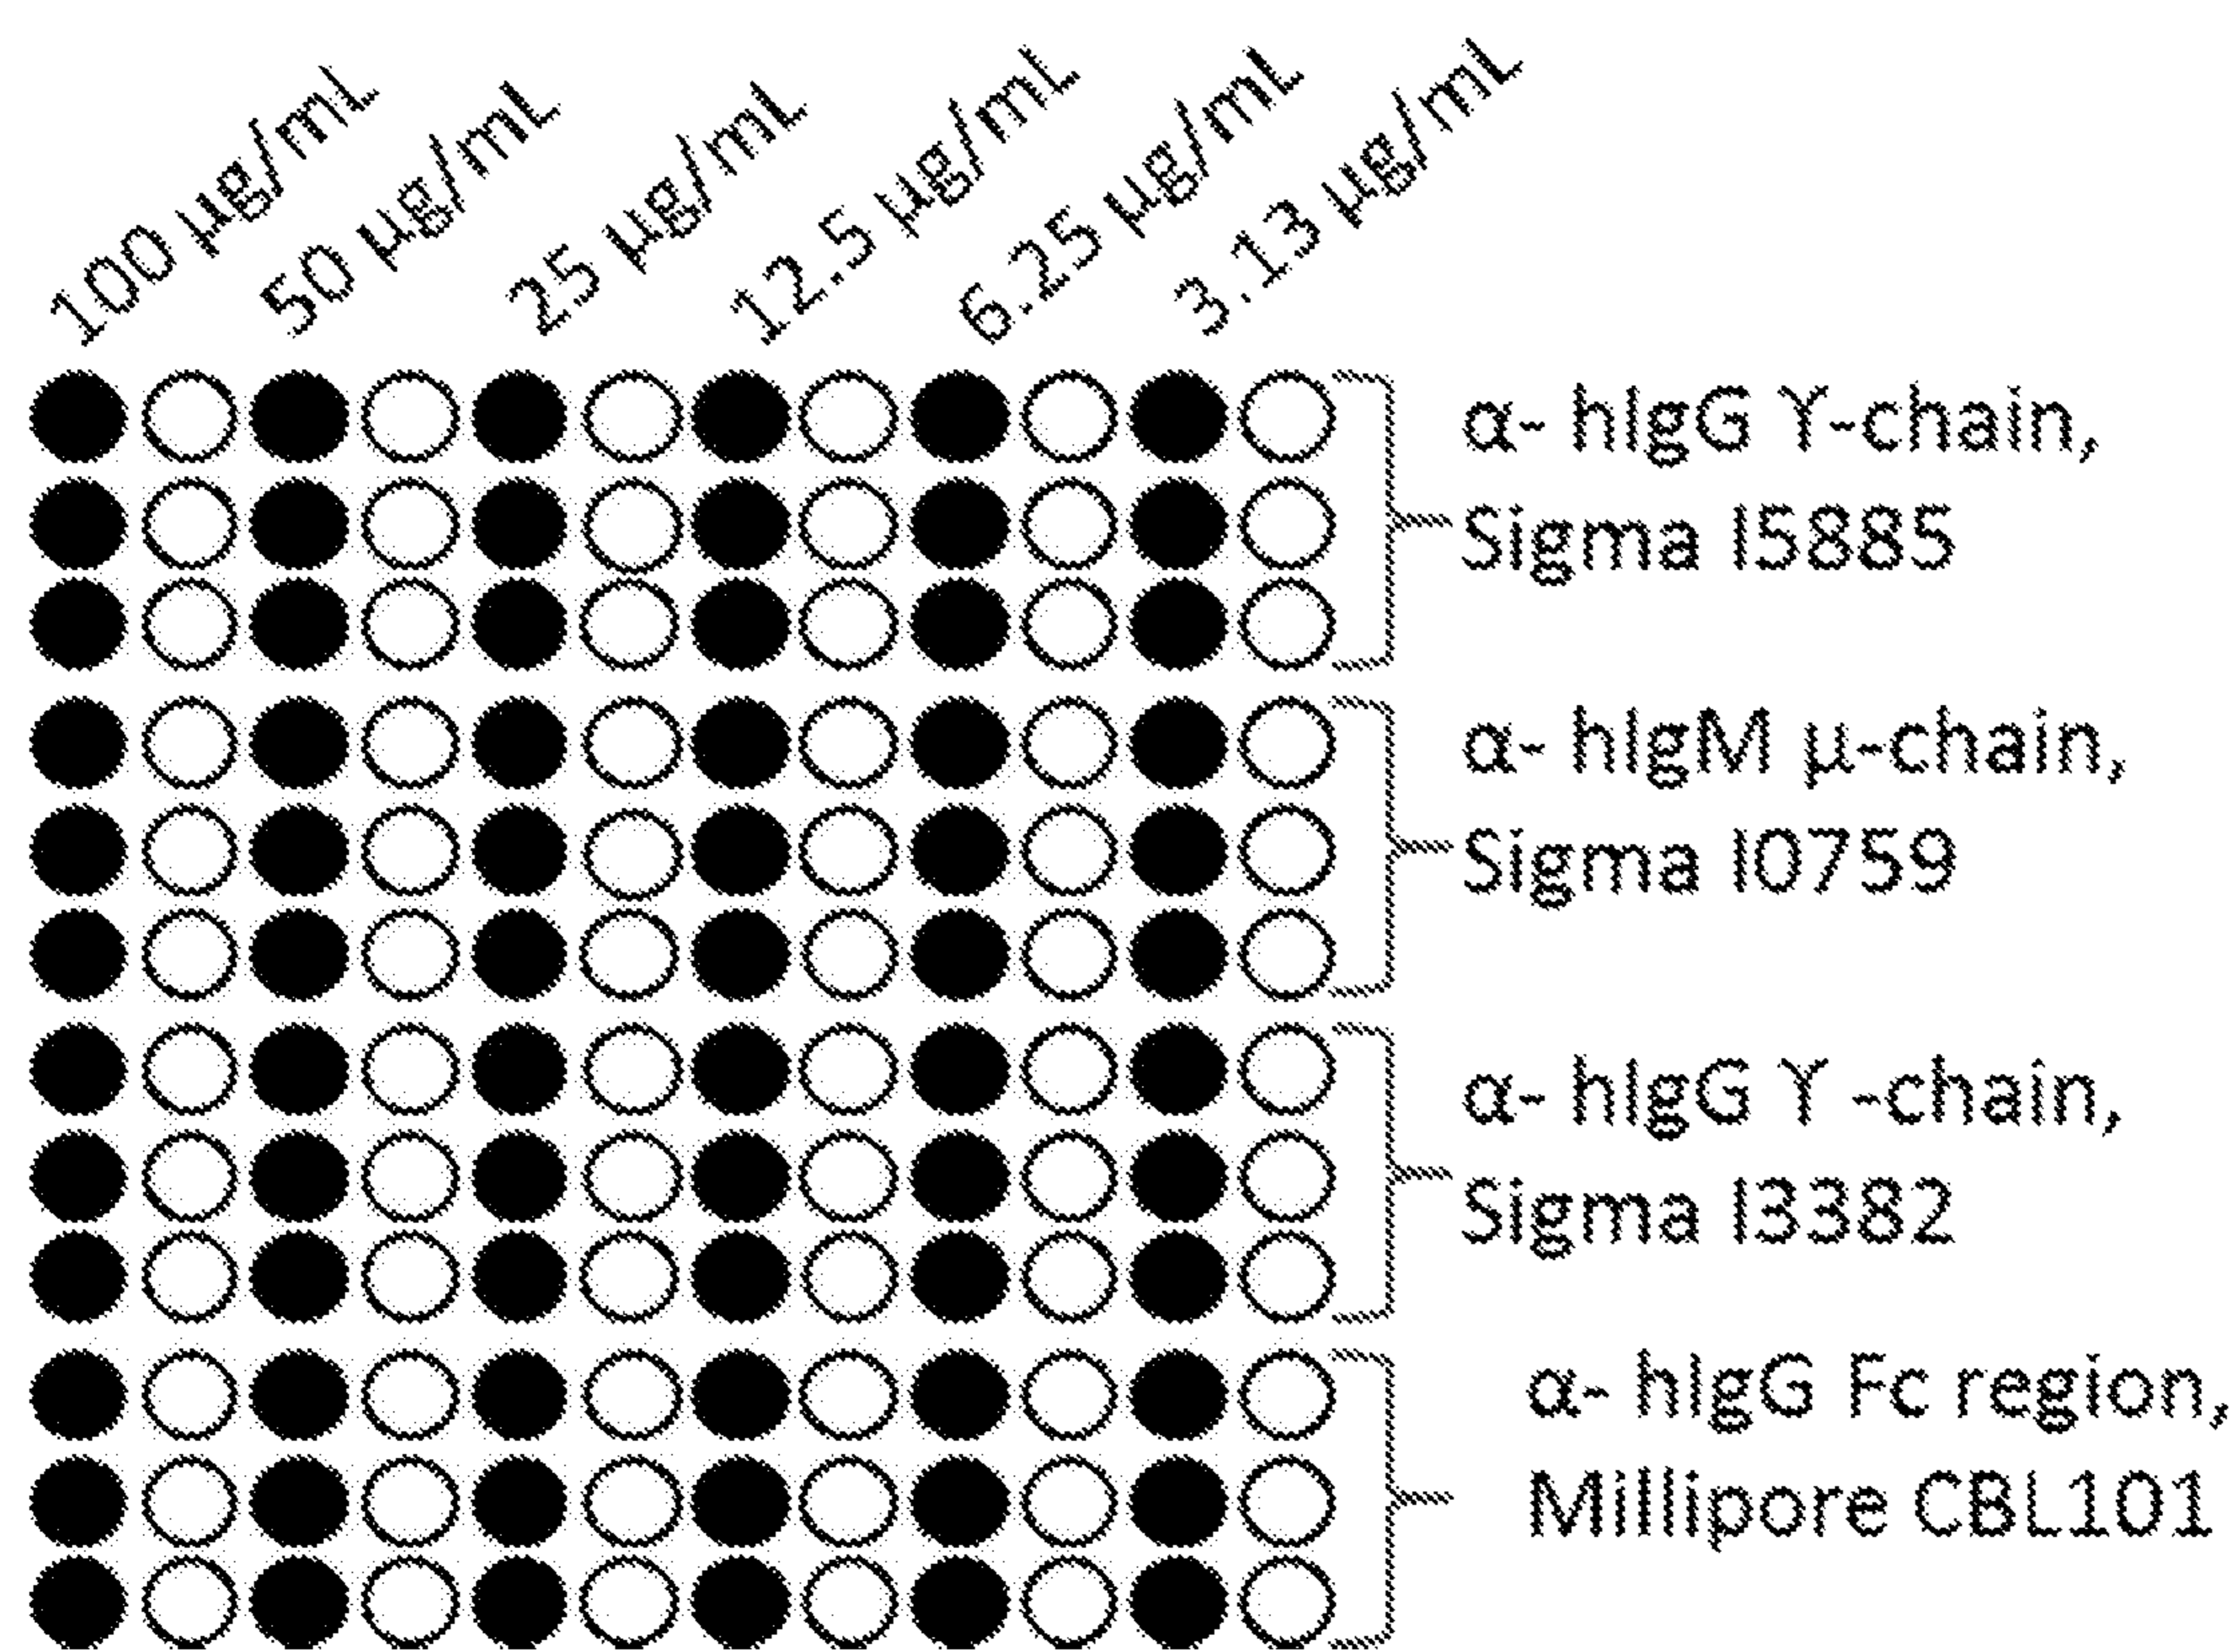 100 µg/mL
50 µg/mL
25 µg/mL
12.5 µg/mL
6.25 µg/mL
3.13 µg/mL
α- hIgG ϒ-chain,
Sigma I5885
α- hIgM µ-chain,
Sigma I0759
α- hIgG ϒ -chain,
Sigma I3382
α- hIgG Fc region,
Millipore CBL101